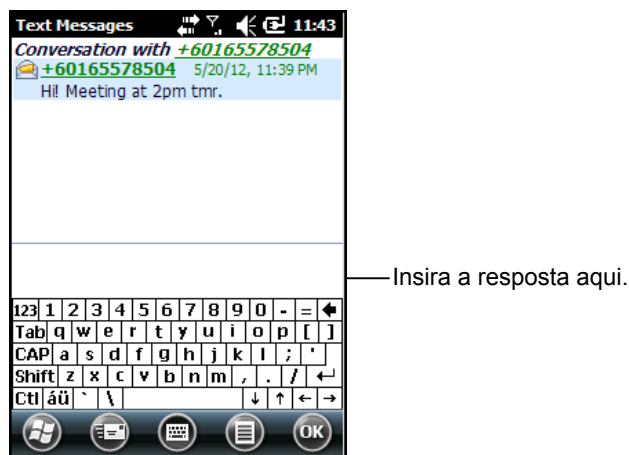 Text Messages 11:43
Conversation with +60165578504
+60165578504 5/20/12, 11:39 PM
Hi! Meeting at 2pm tmr.
Insira a resposta aqui.
123 1 2 3 4 5 6 7 8 9 0 - =
Tab q w e r t y u i o p [ ]
CAP a s d f g h j k l ; '
Shift z x c v b n m , . /
Ctl áü ` \
OK